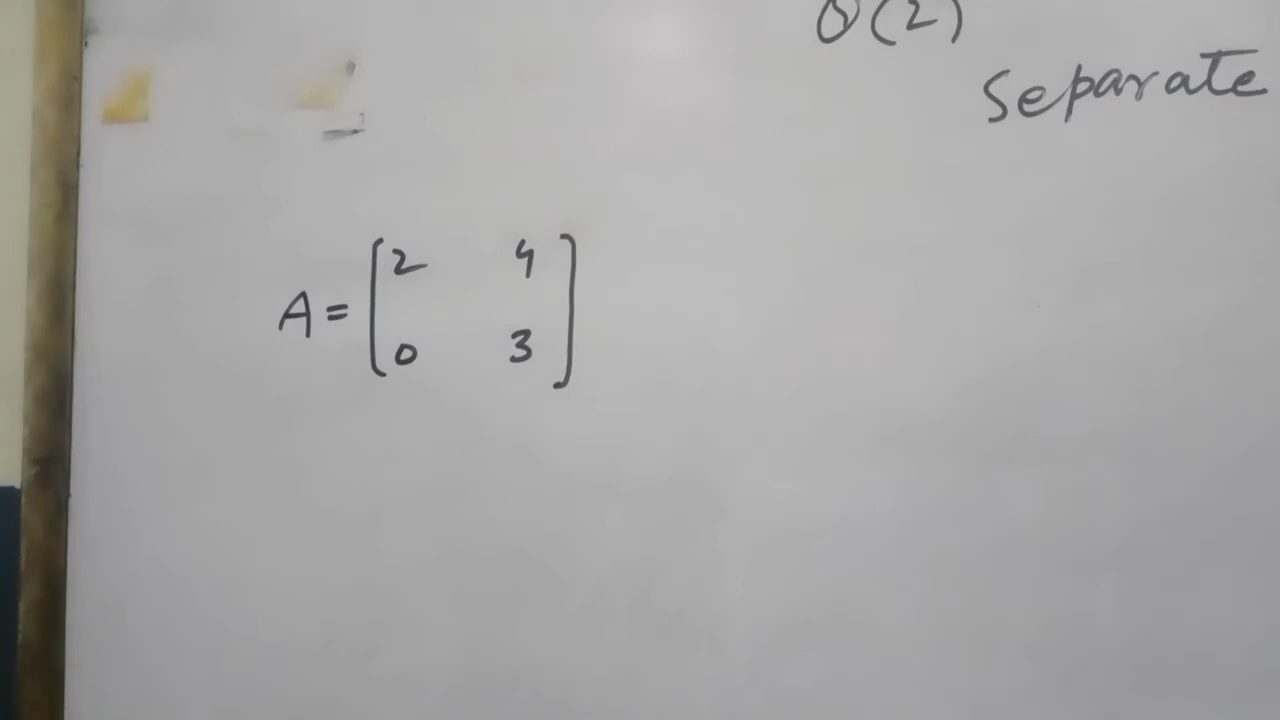 Q(2)
Separate
A = [2 4
0 3]